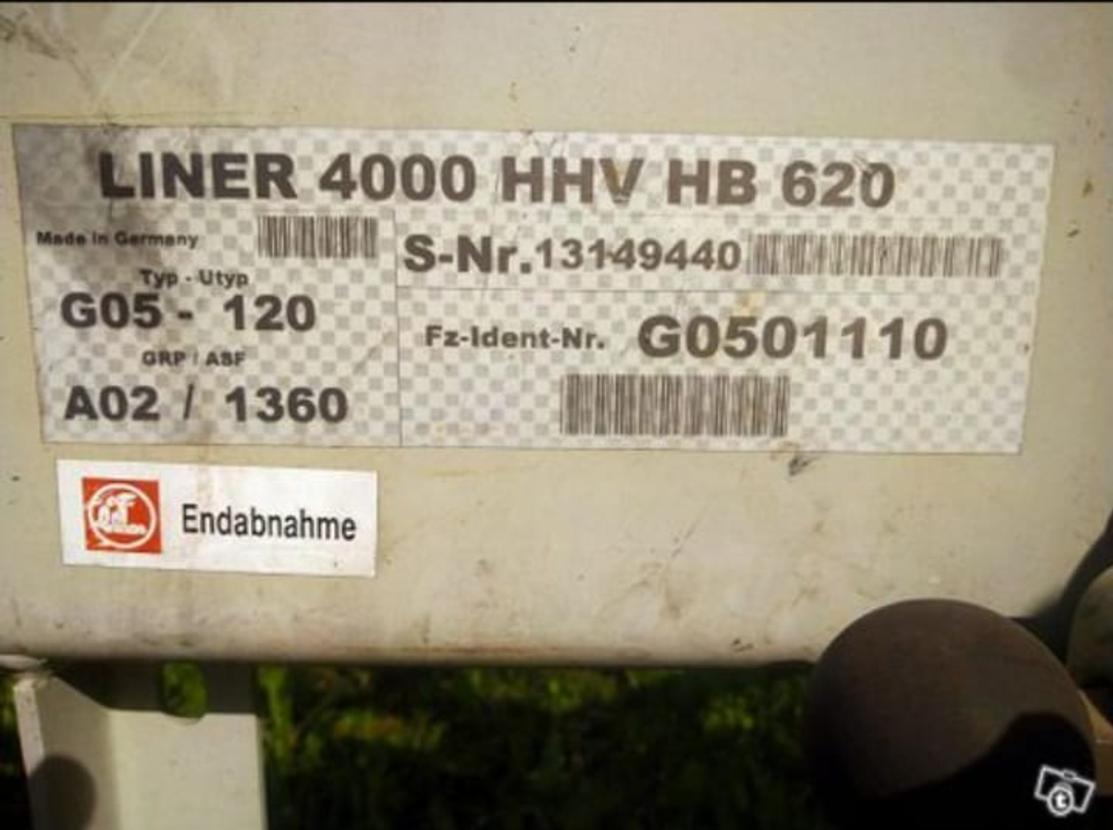 LINER 4000 HHV HB 620
Made in Germany
S-Nr.13149440
Typ - Utyp
G05 - 120
Fz-Ident-Nr. G0501110
GRP / ASF
A02 / 1360
Endabnahme
t